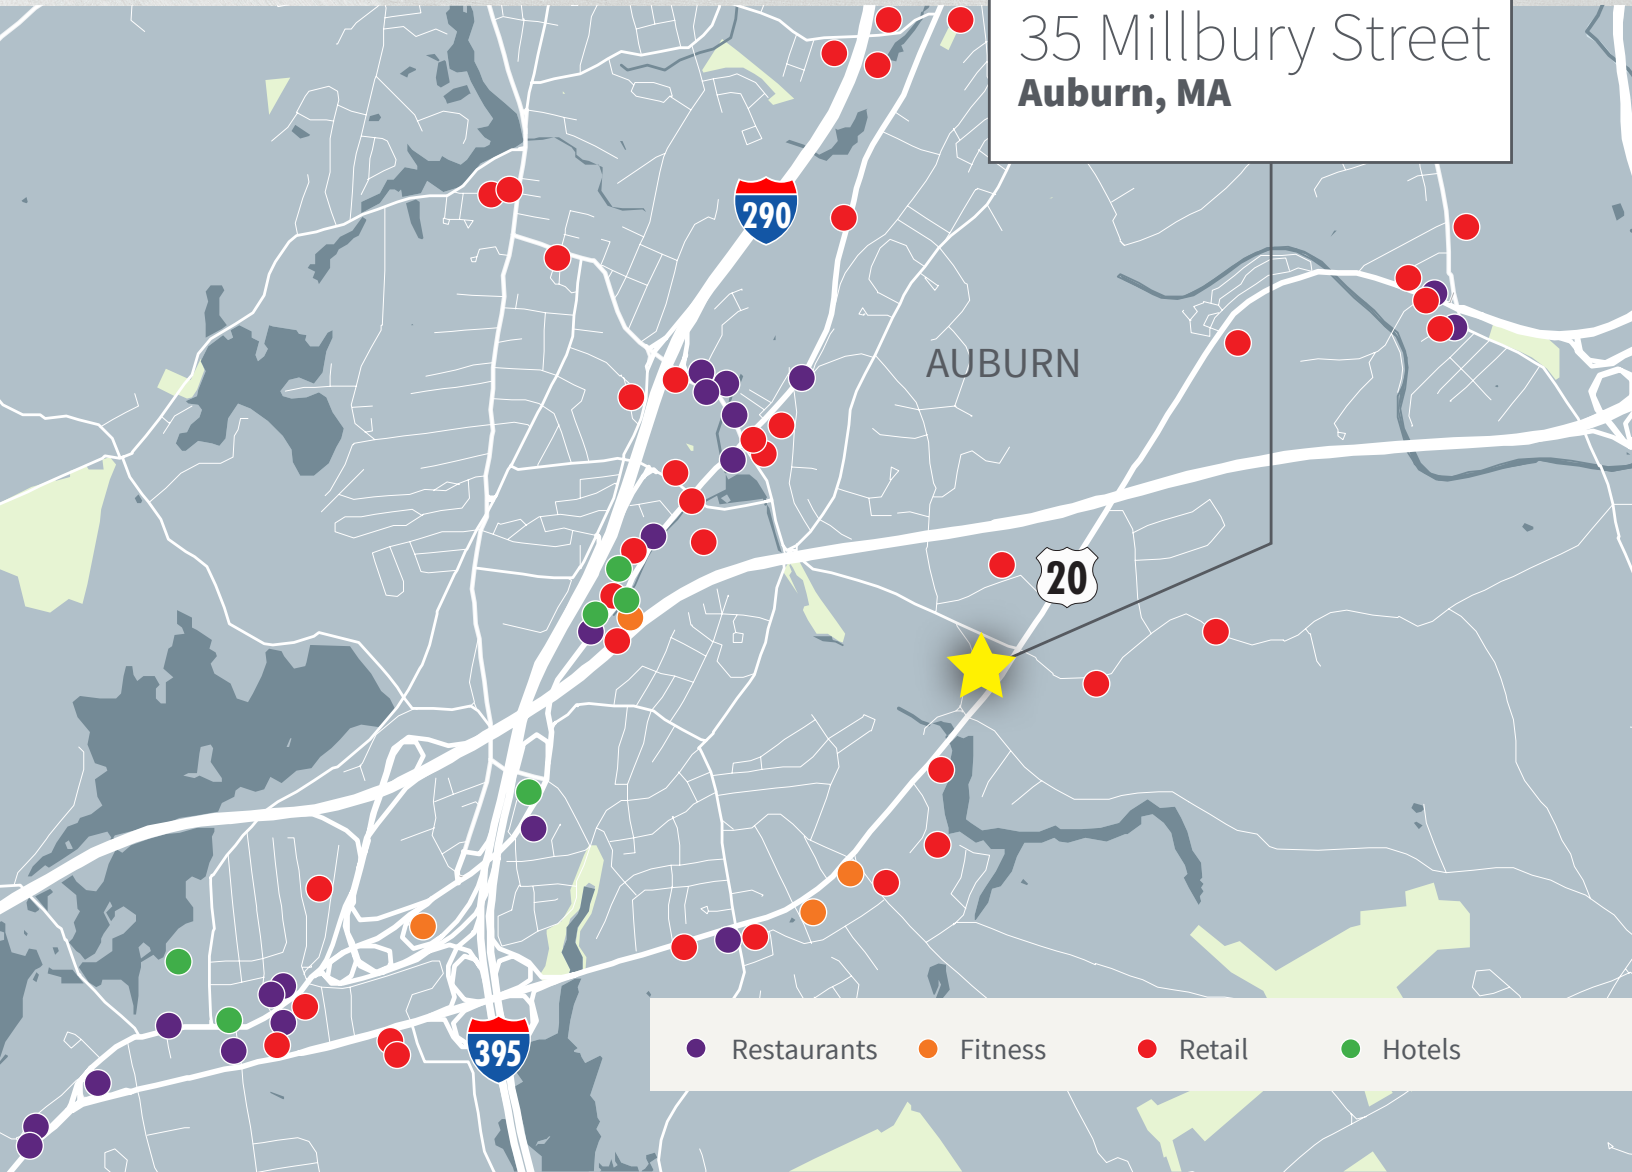 35 Millbury Street
Auburn, MA
290
AUBURN
20
395
Restaurants
Fitness
Retail
Hotels